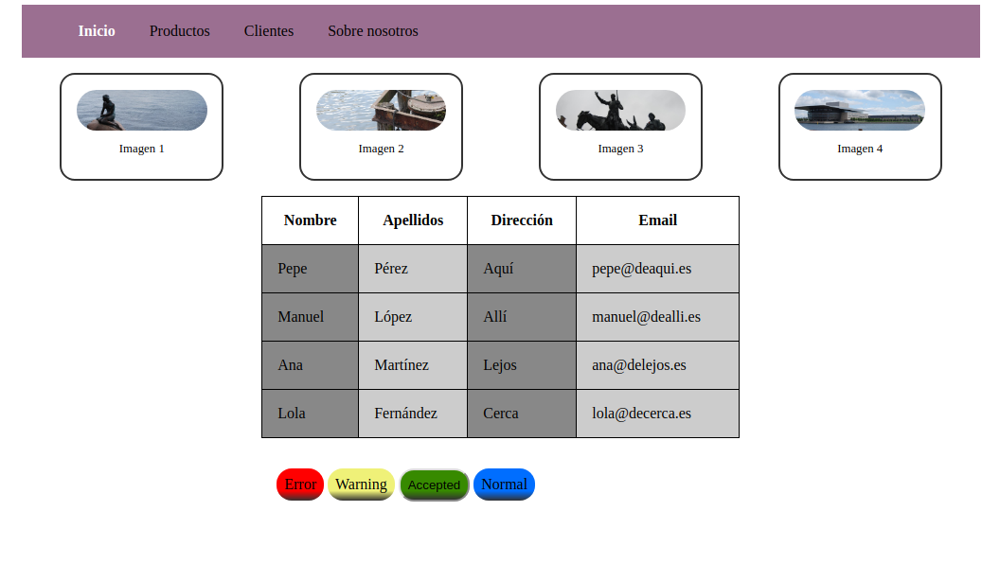 Inicio Productos Clientes Sobre nosotros
Imagen 1 Imagen 2 Imagen 3 Imagen 4
Nombre Apellidos Dirección Email
Pepe Pérez Aquí pepe@deaqui.es
Manuel López Allí manuel@dealli.es
Ana Martínez Lejos ana@delejos.es
Lola Fernández Cerca lola@decerca.es
Error Warning Accepted Normal